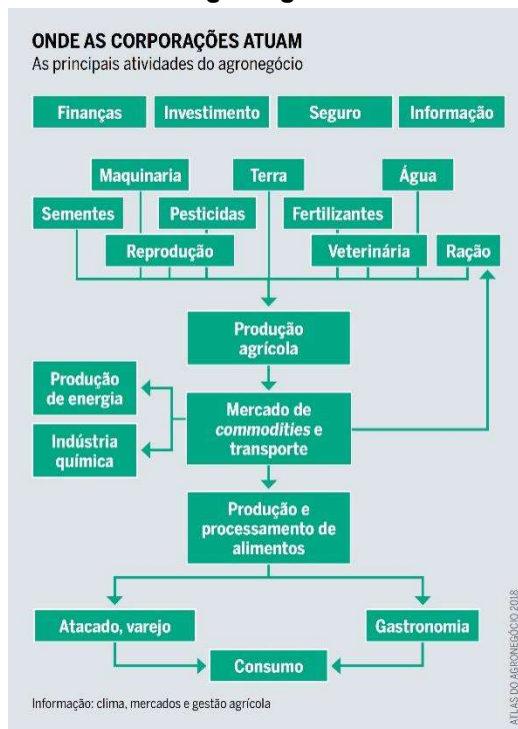 ONDE AS CORPORAÇÕES ATUAM
As principais atividades do agronegócio
Finanças
Investimento
Seguro
Informação
Maquinaria
Terra
Água
Sementes
Pesticidas
Fertilizantes
Reprodução
Veterinária
Ração
Produção
agrícola
Produção
de energia
Indústria
química
Mercado de
commodities e
transporte
Produção e
processamento de
alimentos
Atacado, varejo
Gastronomia
Consumo
Informação: clima, mercados e gestão agrícola
ATLAS DO AGRONEGÓCIO 2018